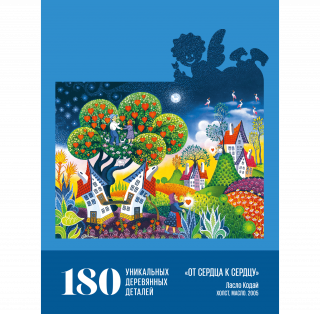 180
УНИКАЛЬНЫХ
ДЕРЕВЯННЫХ
ДЕТАЛЕЙ
«ОТ СЕРДЦА К СЕРДЦУ»
Ласло Кодай
ХОЛСТ, МАСЛО. 2005